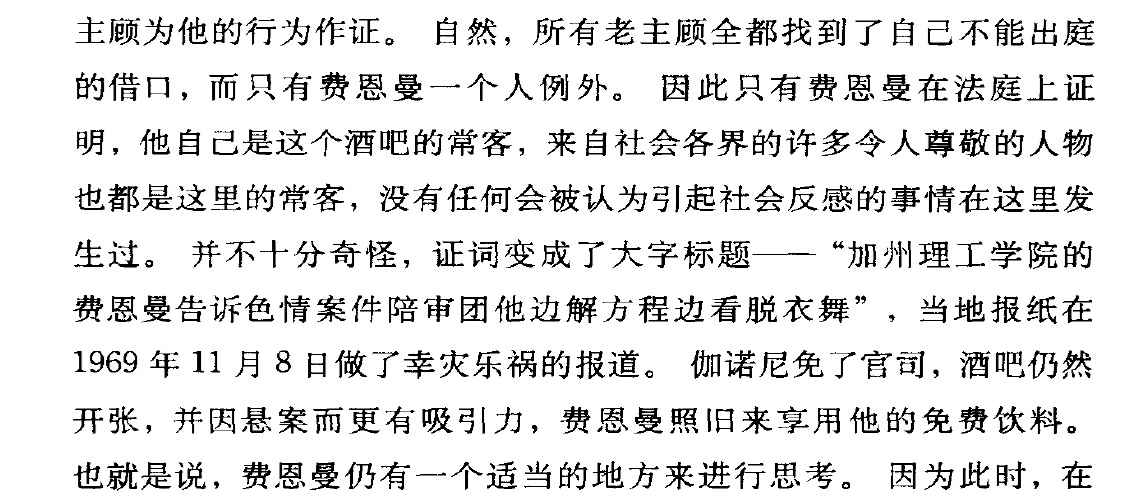 主顾为他的行为作证。 自然，所有老主顾全都找到了自己不能出庭
的借口，而只有费恩曼一个人例外。 因此只有费恩曼在法庭上证
明，他自己是这个酒吧的常客，来自社会各界的许多令人尊敬的人物
也都是这里的常客，没有任何会被认为引起社会反感的事情在这里发
生过。 并不十分奇怪，证词变成了大字标题——“加州理工学院的
费恩曼告诉色情案件陪审团他边解方程边看脱衣舞”，当地报纸在
1969 年 11 月 8 日做了幸灾乐祸的报道。 伽诺尼免了官司，酒吧仍然
开张，并因悬案而更有吸引力，费恩曼照旧来享用他的免费饮料。
也就是说，费恩曼仍有一个适当的地方来进行思考。 因为此时，在